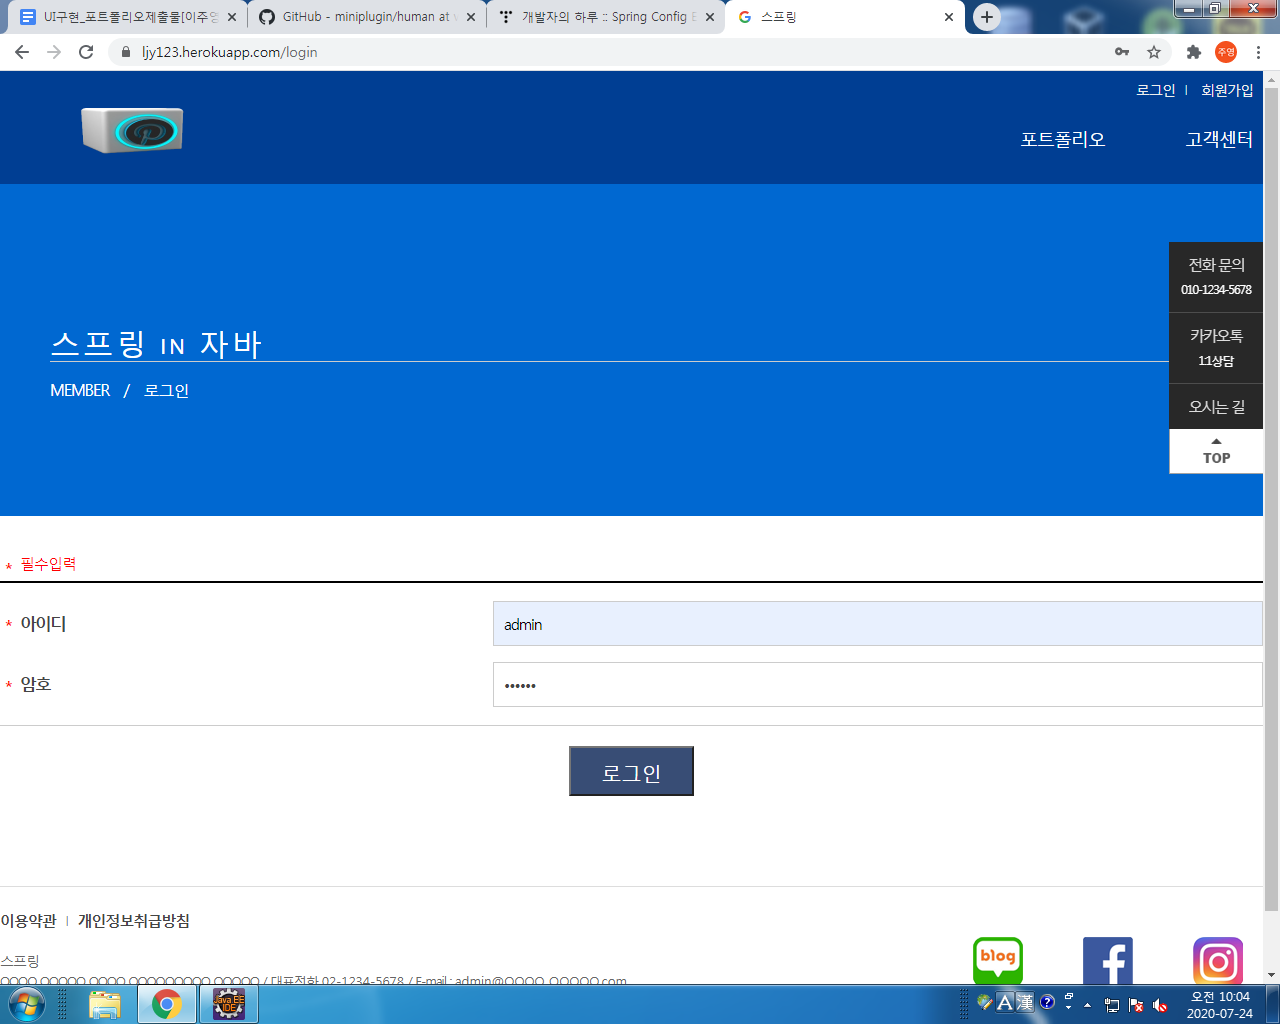 UI구현_포트폴리오제출물[이주영
GitHub - miniplugin/human at v
개발자의 하루 :: Spring Config E
스프링
ljy123.herokuapp.com/login
주영
로그인 | 회원가입
포트폴리오 고객센터
스프링 IN 자바
MEMBER / 로그인
전화 문의
010-1234-5678
카카오톡
1:1상담
오시는 길
TOP
* 필수입력
* 아이디
admin
* 암호
••••••
로그인
이용약관 | 개인정보취급방침
스프링
OOOO OOOOO OOOO OOOOOOOOO OOOOO / 대표전화 02-1234-5678 / E-mail : admin@OOOO OOOOO.com
blog
Java EE
IDE
A 漢
오전 10:04
2020-07-24